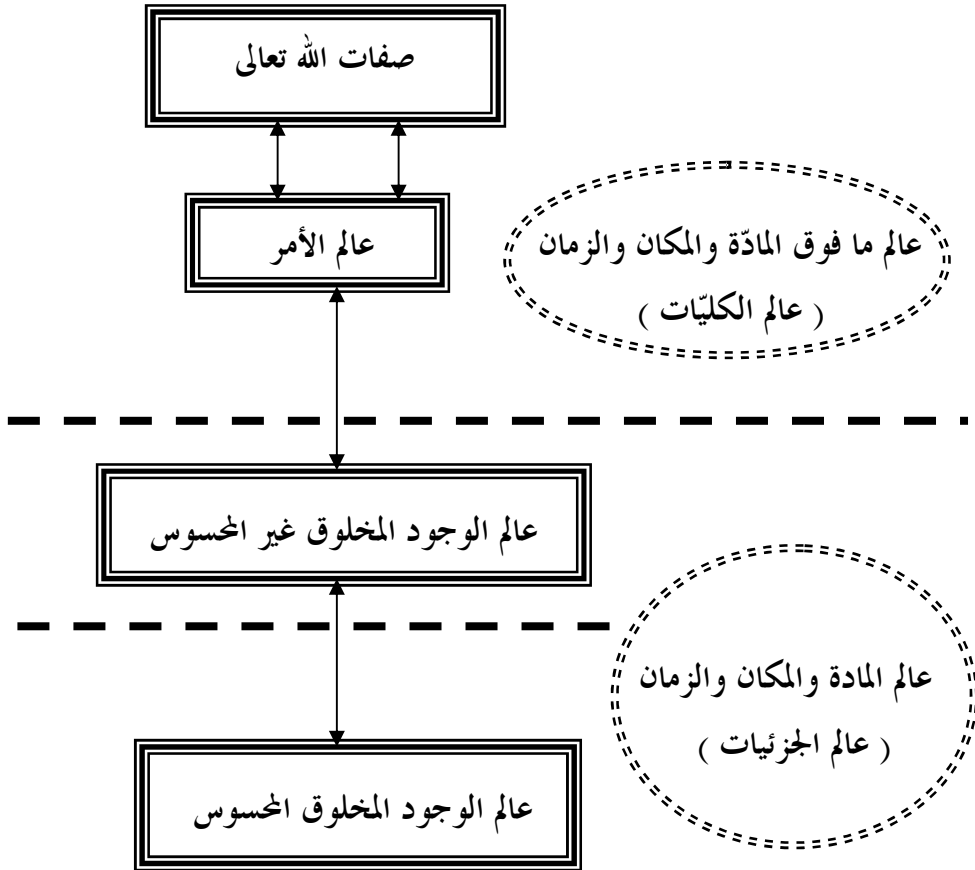 صفات الله تعالى
عالم الأمر
عالم ما فوق المادّة والمكان والزمان
( عالم الكليّات )
عالم الوجود المخلوق غير المحسوس
عالم المادة والمكان والزمان
( عالم الجزئيات )
عالم الوجود المخلوق المحسوس